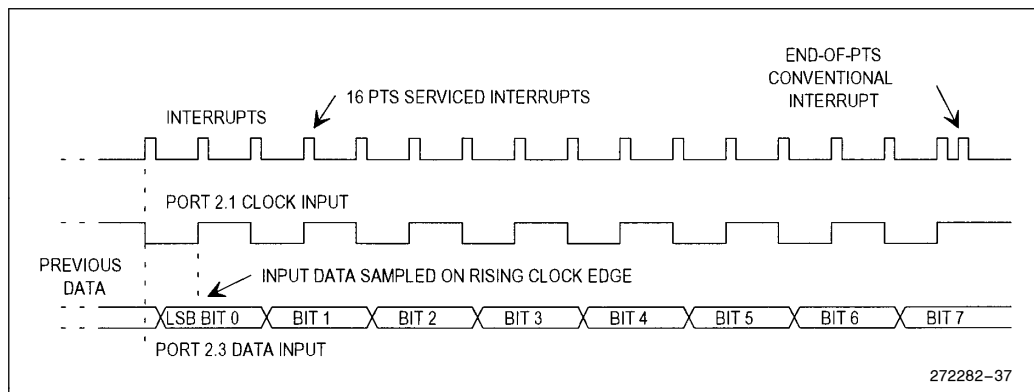 END-OF-PTS
CONVENTIONAL
INTERRUPT
16 PTS SERVICED INTERRUPTS
INTERRUPTS
PORT 2.1 CLOCK INPUT
PREVIOUS
DATA
INPUT DATA SAMPLED ON RISING CLOCK EDGE
LSB BIT 0 BIT 1 BIT 2 BIT 3 BIT 4 BIT 5 BIT 6 BIT 7
PORT 2.3 DATA INPUT
272282-37